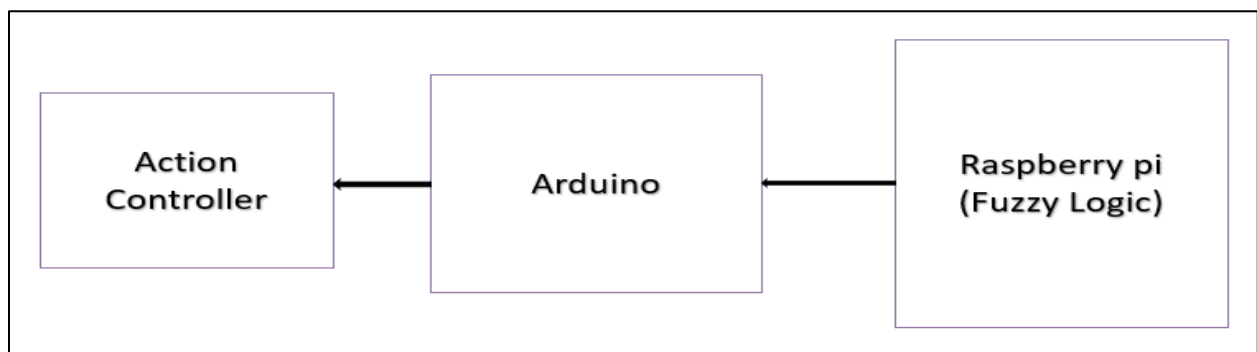 Action
Controller
Arduino
Raspberry pi
(Fuzzy Logic)